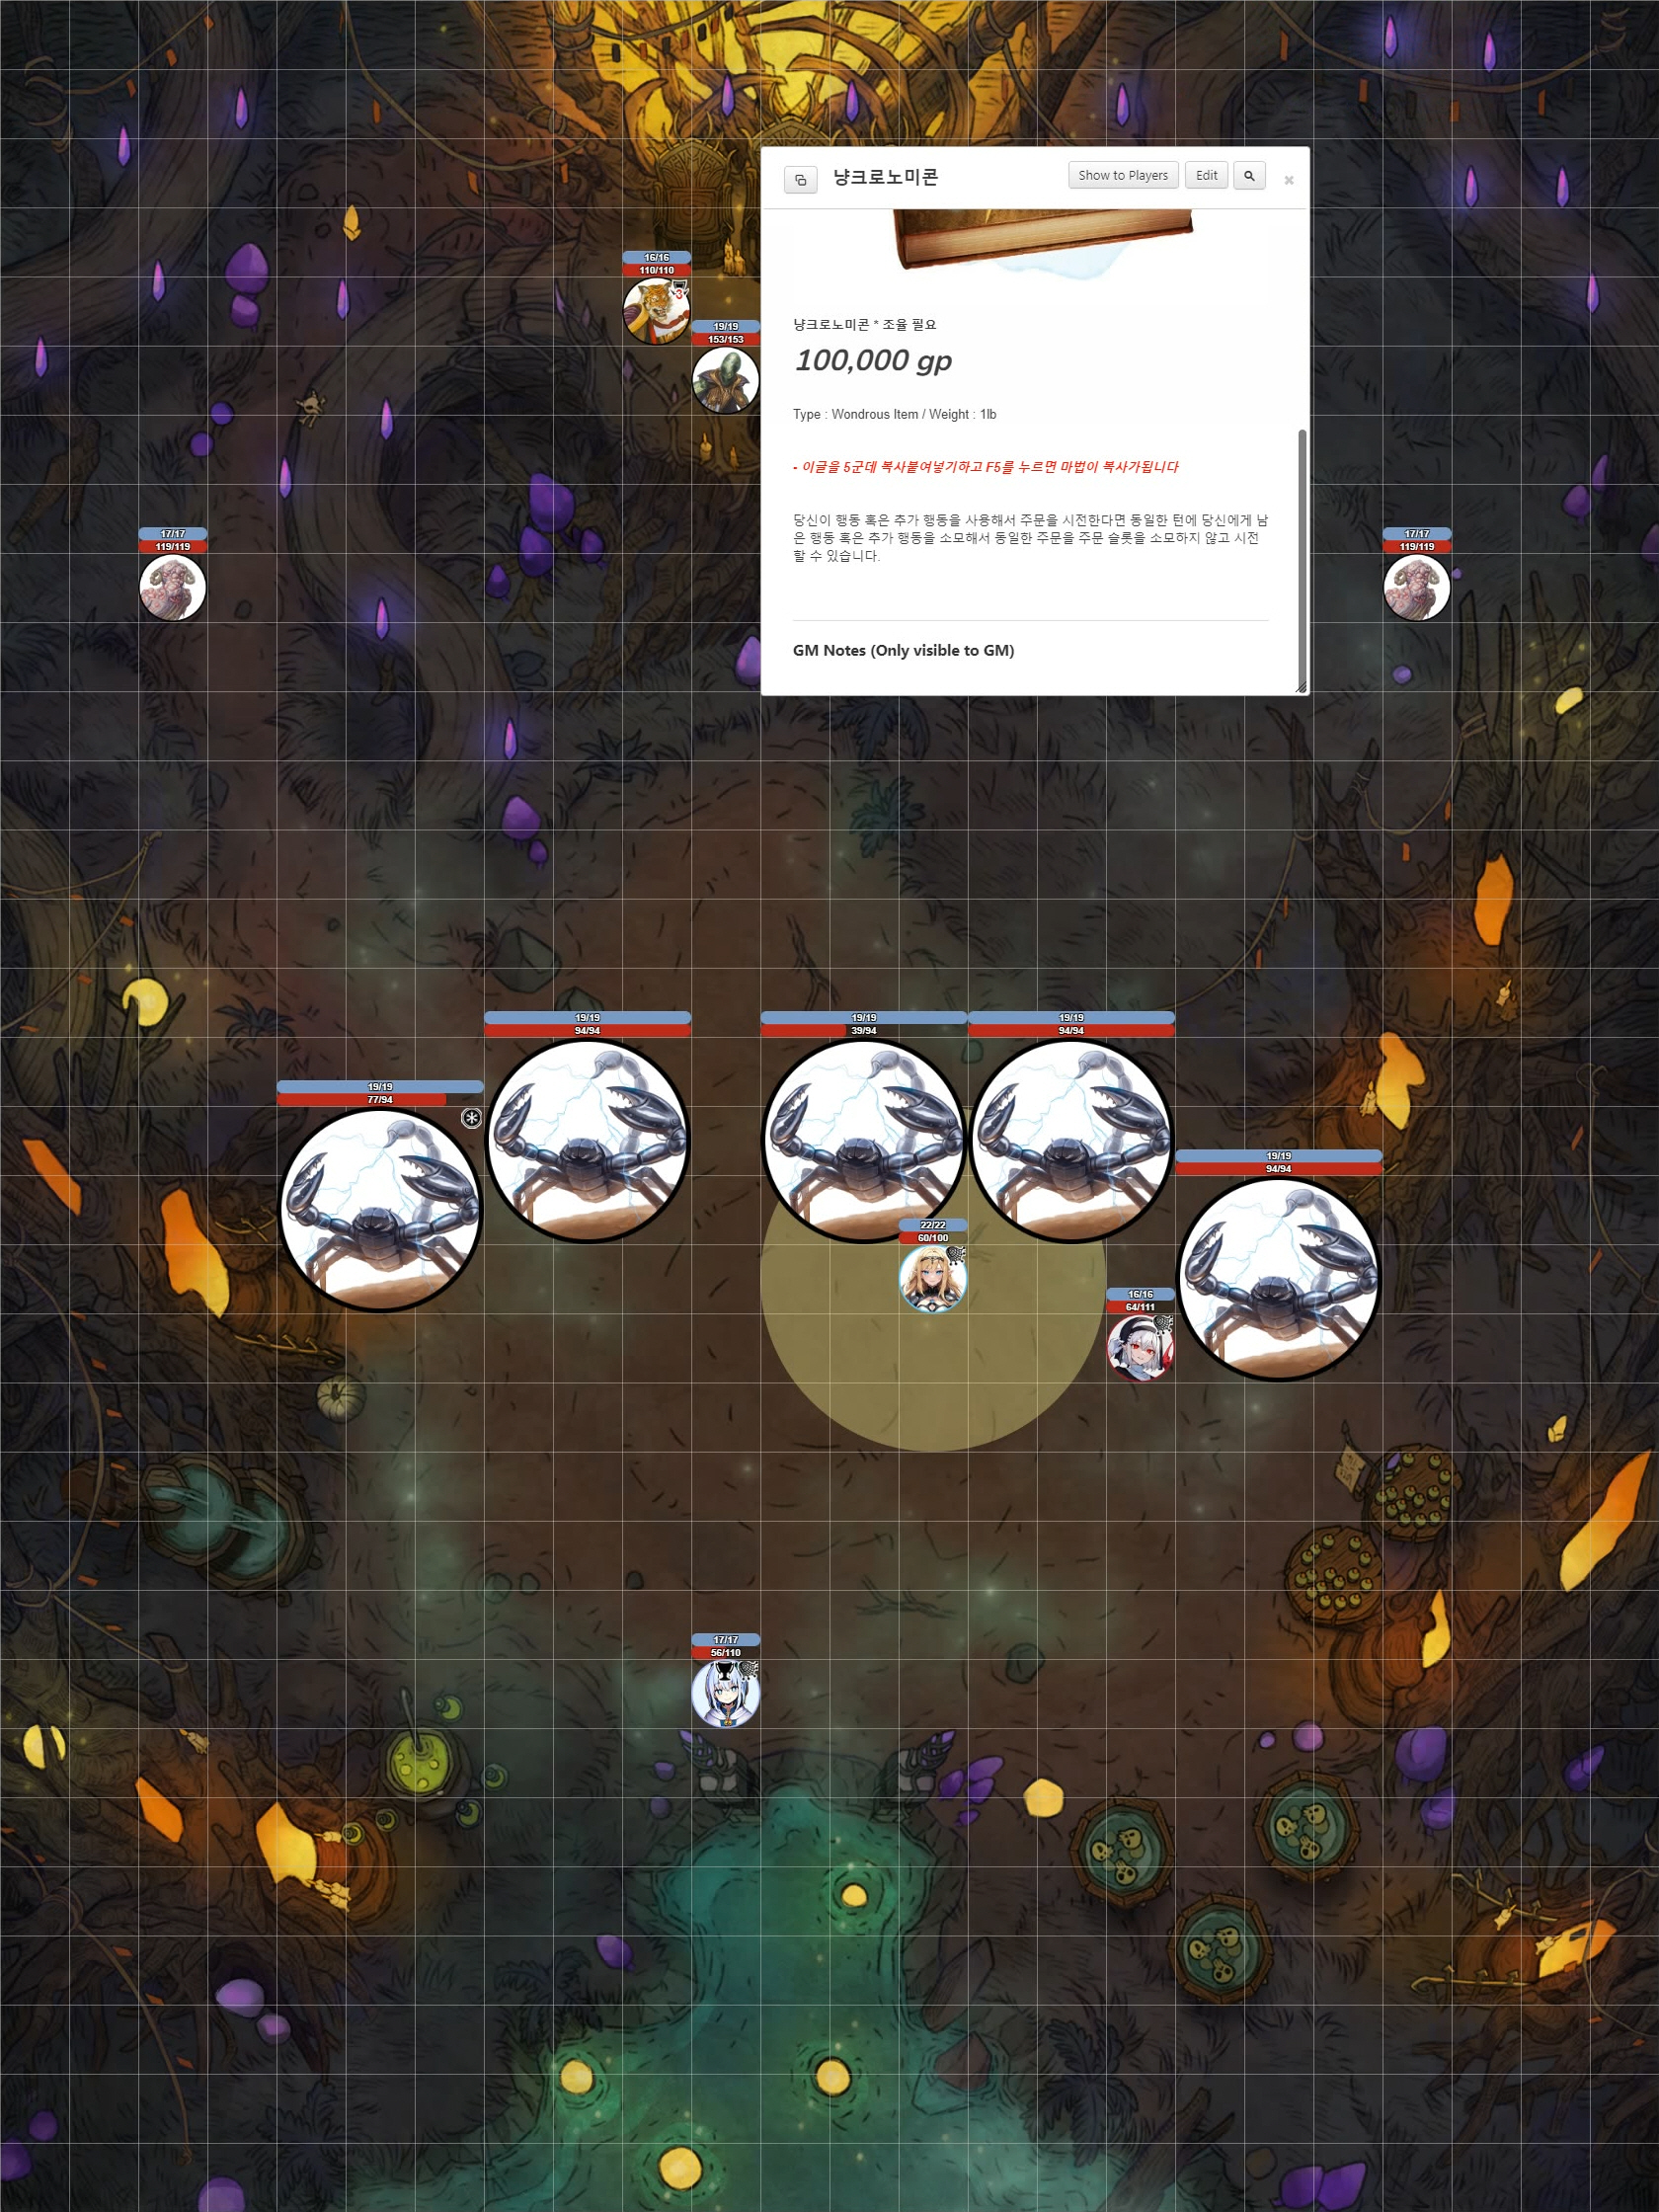 냥크로노미콘
Show to Players
Edit
16/16
110/110
3
19/19
153/153
냥크로노미콘 * 조율 필요
100,000 gp
Type : Wondrous Item / Weight : 1lb
- 이글을 5군데 복사붙여넣기하고 F5를 누르면 마법이 복사가됩니다
당신이 행동 혹은 추가 행동을 사용해서 주문을 시전한다면 동일한 턴에 당신에게 남
은 행동 혹은 추가 행동을 소모해서 동일한 주문을 주문 슬롯을 소모하지 않고 시전
할 수 있습니다.
GM Notes (Only visible to GM)
17/17
119/119
17/17
119/119
19/19
94/94
19/19
39/94
19/19
94/94
19/19
77/94
19/19
94/94
22/22
60/100
16/16
64/111
17/17
56/110